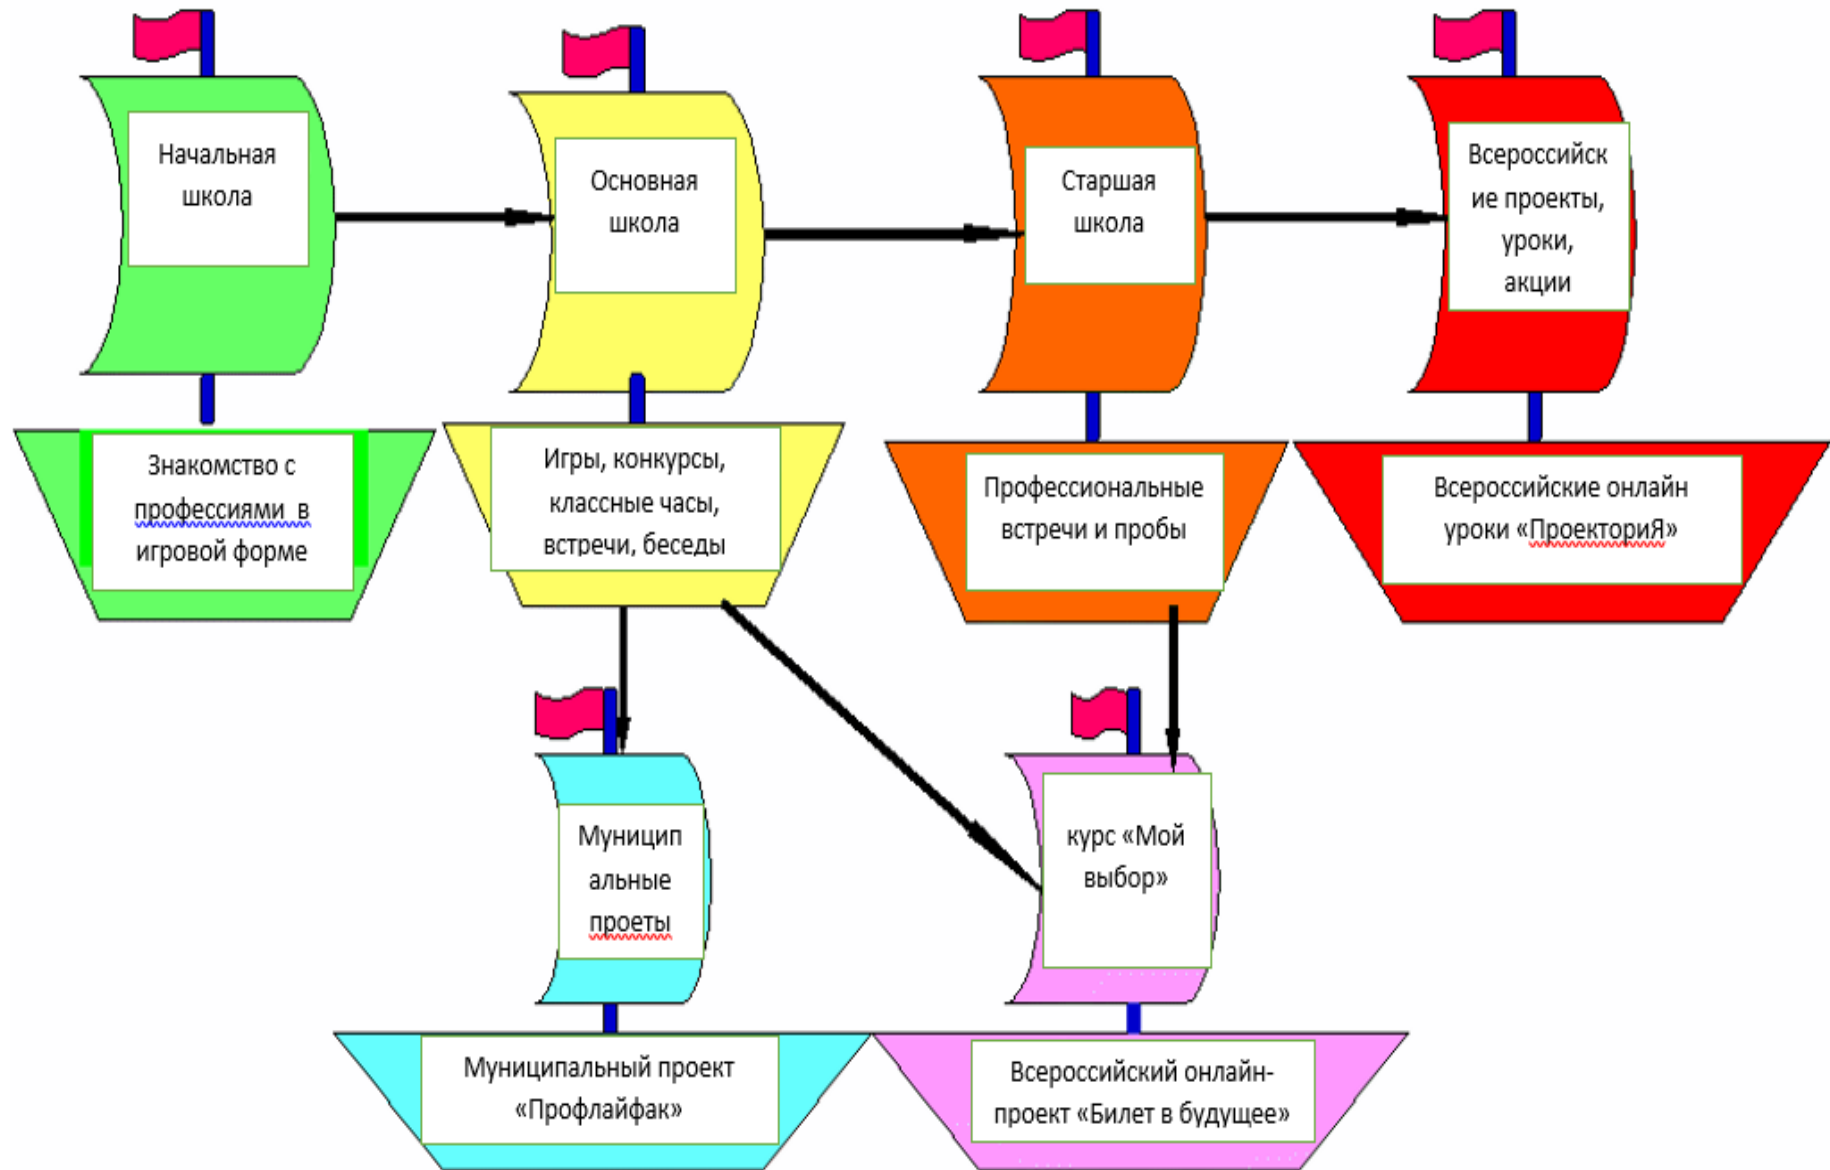 Начальная
школа
Основная
школа
Старшая
школа
Всероссийск
ие проекты,
уроки,
акции
Знакомство с
профессиями в
игровой форме
Игры, конкурсы,
классные часы,
встречи, беседы
Профессиональные
встречи и пробы
Всероссийские онлайн
уроки «ПроекториЯ»
Муницип
альные
проеты
курс «Мой
выбор»
Муниципальный проект
«Профлайфак»
Всероссийский онлайн-
проект «Билет в будущее»